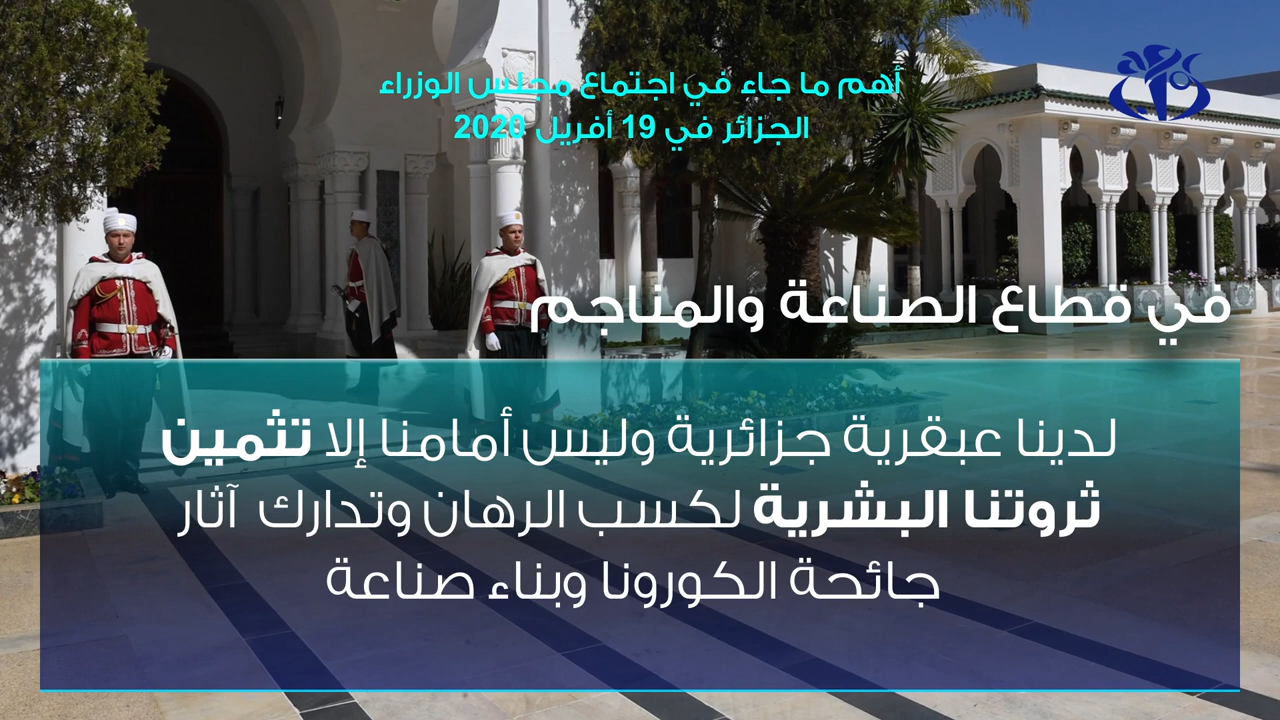 أهم ما جاء في اجتماع مجلس الوزراء
الجزائر في 19 أفريل 2020
في قطاع الصناعة والمناجم
لدينا عبقرية جزائرية وليس أمامنا إلا تثمين
ثروتنا البشرية لكسب الرهان وتدارك آثار
جائحة الكورونا وبناء صناعة